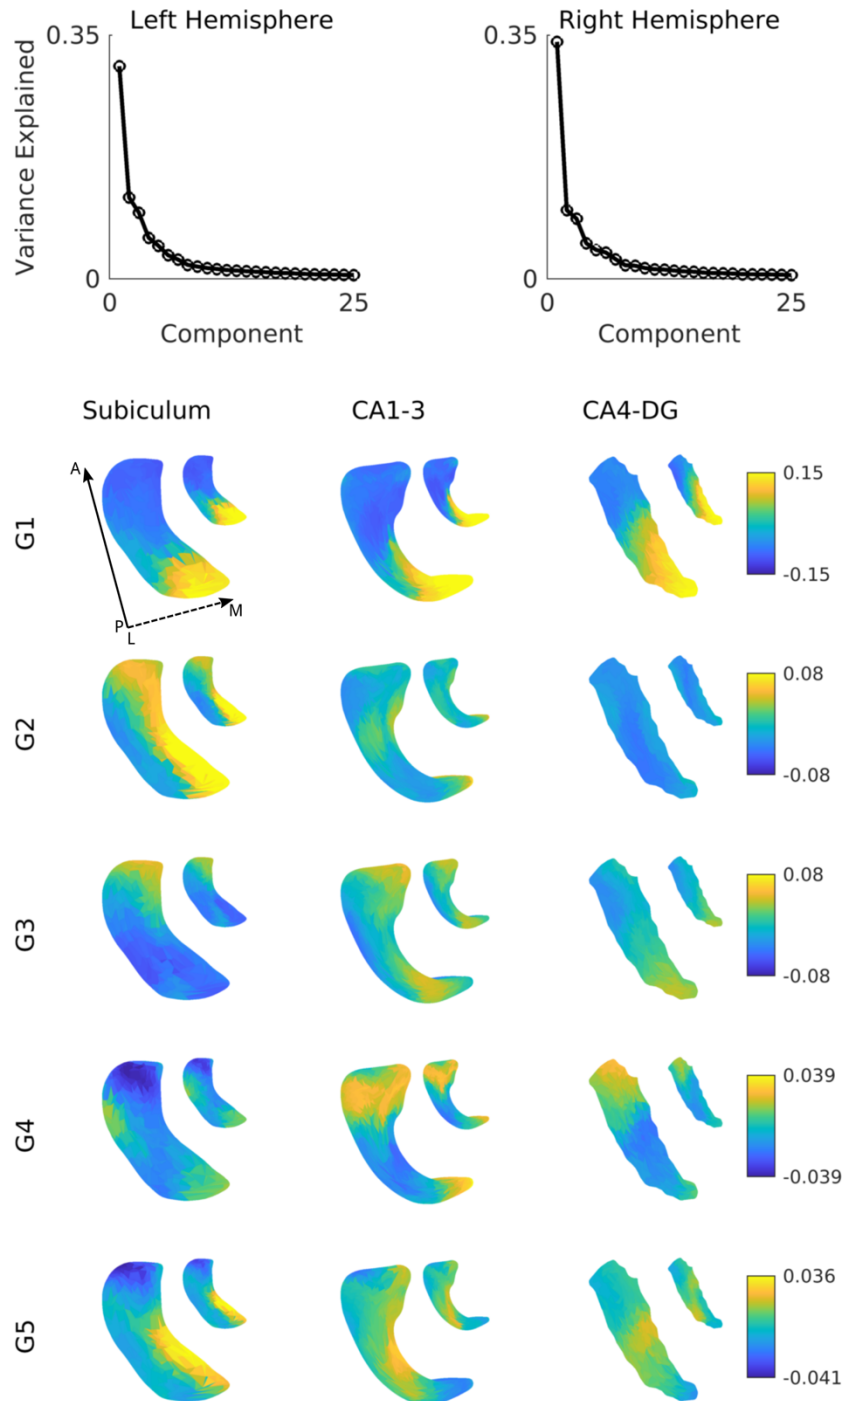 Left Hemisphere
Right Hemisphere
0.35
0.35
Variance Explained
0
0
0
25
0
25
Component
Component
Subiculum
CA1-3
CA4-DG
G1
A
P
L
M
0.15
-0.15
G2
0.08
-0.08
G3
0.08
-0.08
G4
0.039
-0.039
G5
0.036
-0.041